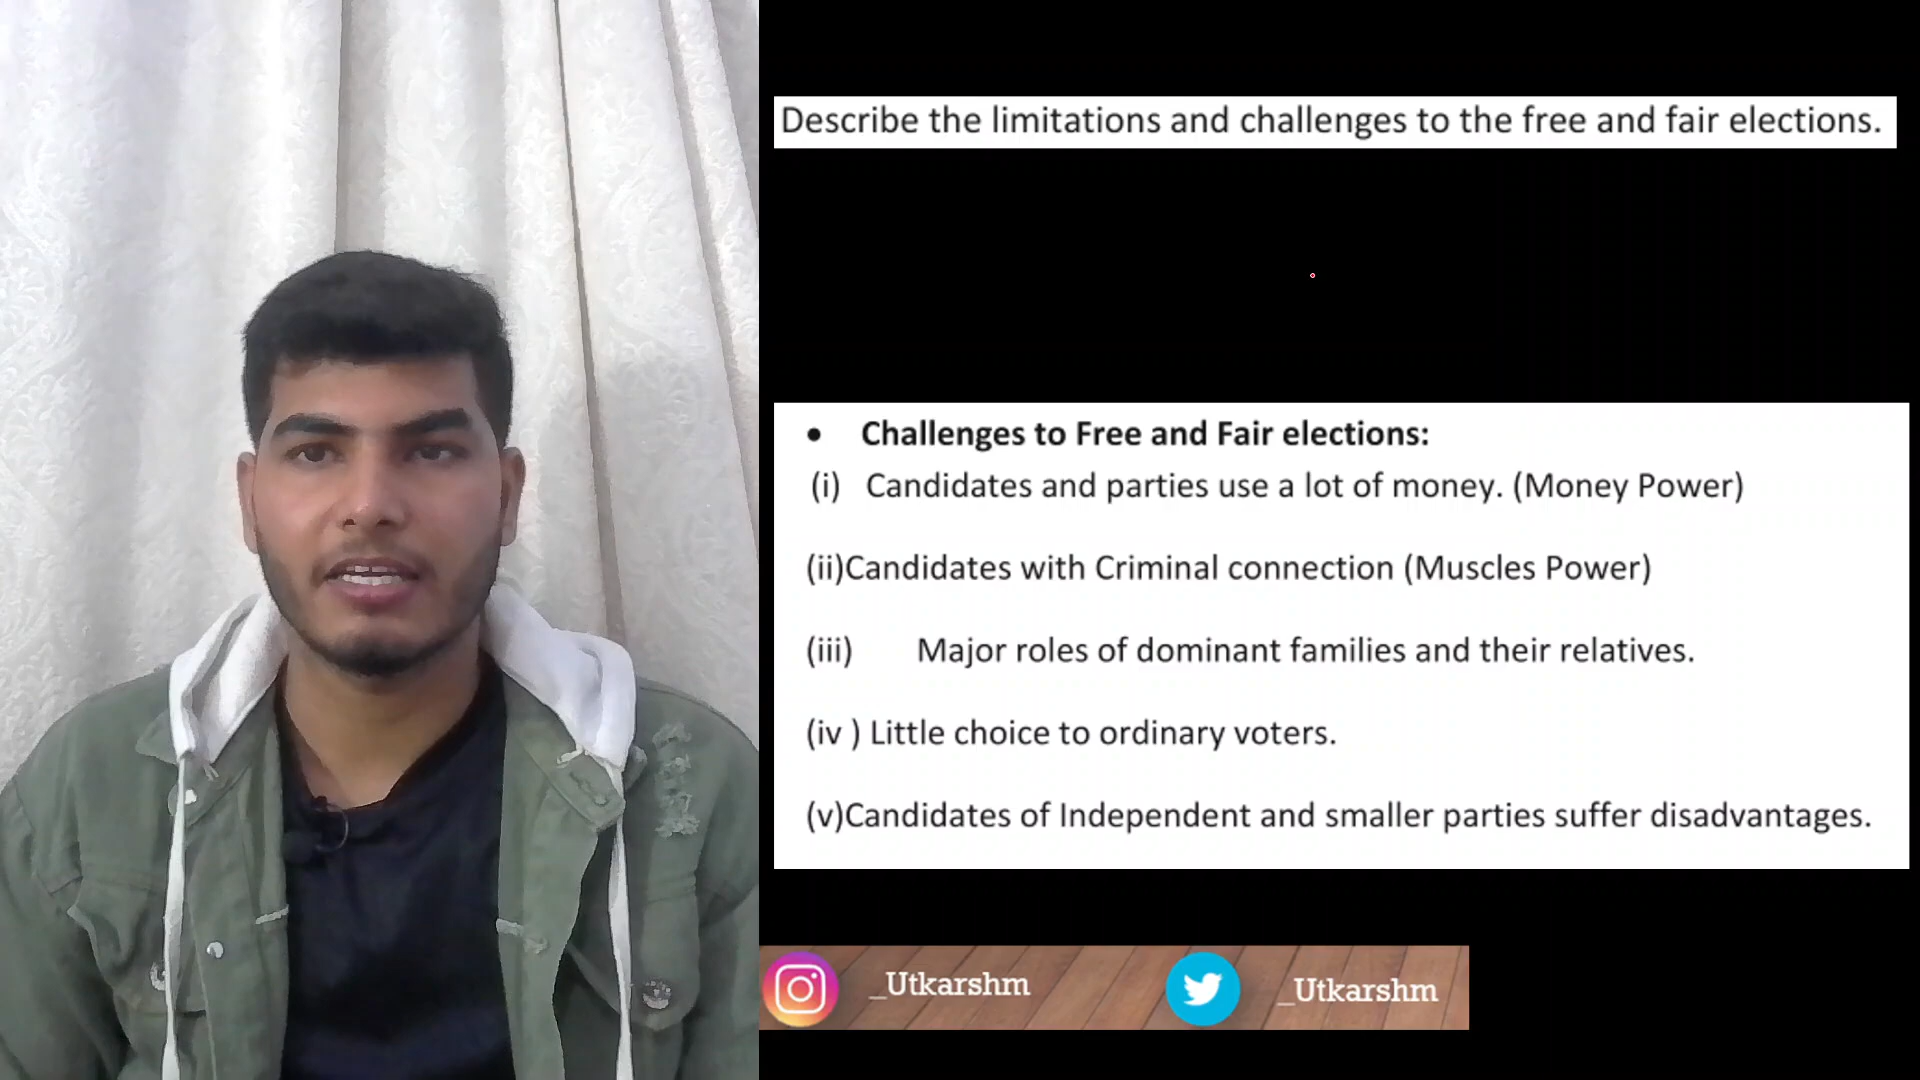 Describe the limitations and challenges to the free and fair elections.
• Challenges to Free and Fair elections:
(i) Candidates and parties use a lot of money. (Money Power)
(ii)Candidates with Criminal connection (Muscles Power)
(iii) Major roles of dominant families and their relatives.
(iv ) Little choice to ordinary voters.
(v)Candidates of Independent and smaller parties suffer disadvantages.
_Utkarshm
_Utkarshm